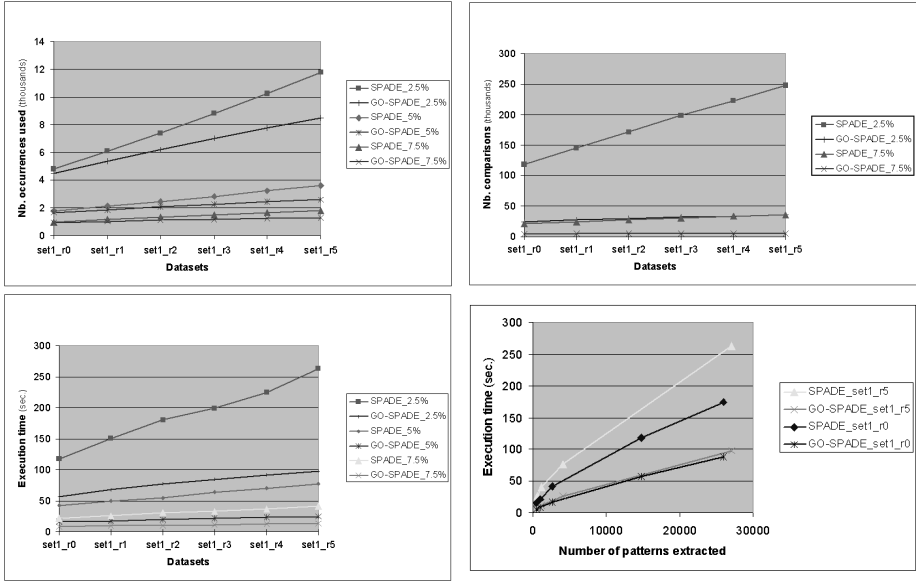 14
12
10
8
6
4
2
0
Nb. occurrences used (thousands)
set1_r0 set1_r1 set1_r2 set1_r3 set1_r4 set1_r5
Datasets
SPADE_2.5%
GO-SPADE_2.5%
SPADE_5%
GO-SPADE_5%
SPADE_7.5%
GO-SPADE_7.5%
300
250
200
150
100
50
0
Nb. comparisons (thousands)
set1_r0 set1_r1 set1_r2 set1_r3 set1_r4 set1_r5
Datasets
SPADE_2.5%
GO-SPADE_2.5%
SPADE_7.5%
GO-SPADE_7.5%
300
250
200
150
100
50
0
Execution time (sec.)
set1_r0 set1_r1 set1_r2 set1_r3 set1_r4 set1_r5
Datasets
SPADE_2.5%
GO-SPADE_2.5%
SPADE_5%
GO-SPADE_5%
SPADE_7.5%
GO-SPADE_7.5%
300
250
200
150
100
50
0
Execution time (sec.)
0 10000 20000 30000
Number of patterns extracted
SPADE_set1_r5
GO-SPADE_set1_r5
SPADE_set1_r0
GO-SPADE_set1_r0